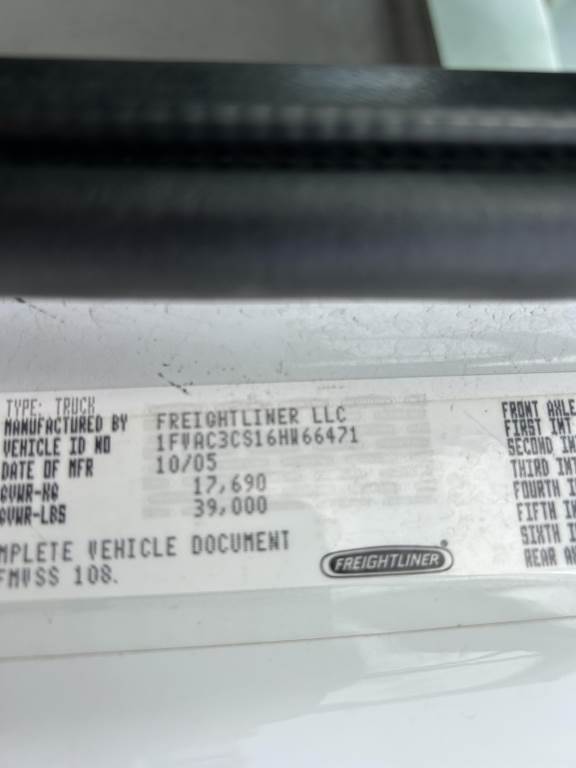 TYPE: TRUCK
MANUFACTURED BY FREIGHTLINER LLC
VEHICLE ID NO 1FVAC3CS16HW66471
DATE OF MFR 10/05
GVWR-KG 17,690
GVWR-LBS 39,000
MPLETE VEHICLE DOCUMENT
FMVSS 108.
FREIGHTLINER
FRONT AXLE
FIRST INT
SECOND IN
THIRD INT
FOURTH I
FIFTH IN
SIXTH I
REAR A